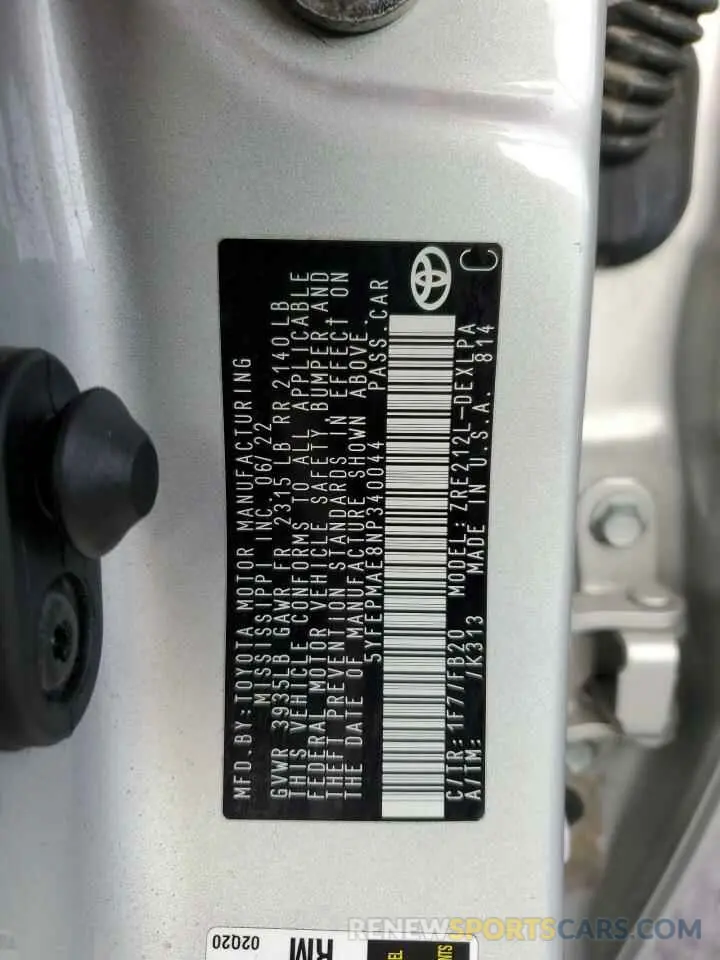 MFD. BY: TOYOTA MOTOR MANUFACTURING
MISSISSIPPI INC. 06/22
GVWR 3935LB GAWR FR 2315 LB RR 2140 LB
THIS VEHICLE CONFORMS TO ALL APPLICABLE
FEDERAL MOTOR VEHICLE SAFETY, BUMPER AND
THEFT PREVENTION STANDARDS IN EFFECT ON
THE DATE OF MANUFACTURE SHOWN ABOVE.
5YFEPMAE8NP340044 PASS. CAR
C/TR: 1F7/FB20 MODEL: ZRE212L-DEXLPA
A/TM: /K313 MADE IN U.S.A. 814
C
02Q20
RM
RENEWSPORTSCARS.COM